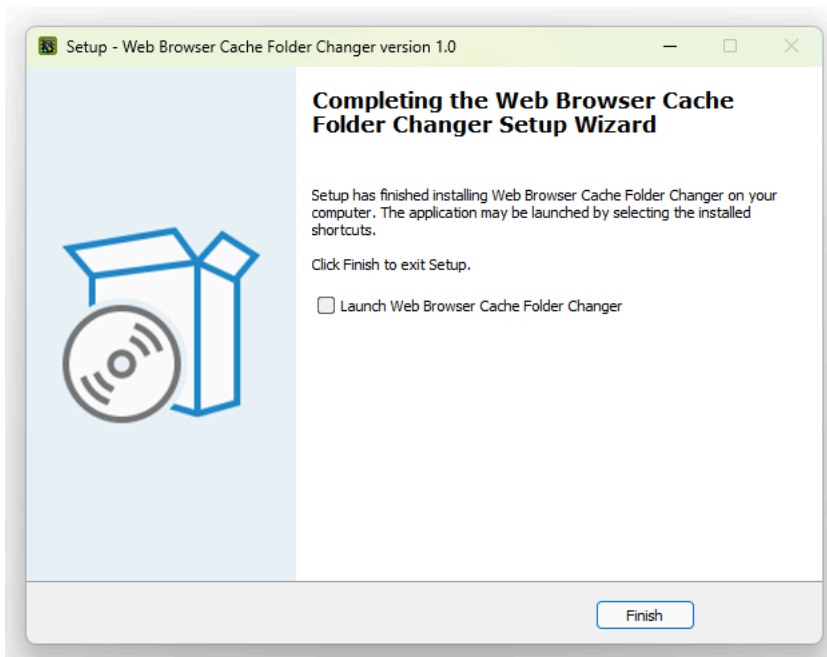 Setup - Web Browser Cache Folder Changer version 1.0
Completing the Web Browser Cache
Folder Changer Setup Wizard
Setup has finished installing Web Browser Cache Folder Changer on your
computer. The application may be launched by selecting the installed
shortcuts.
Click Finish to exit Setup.
Launch Web Browser Cache Folder Changer
Finish